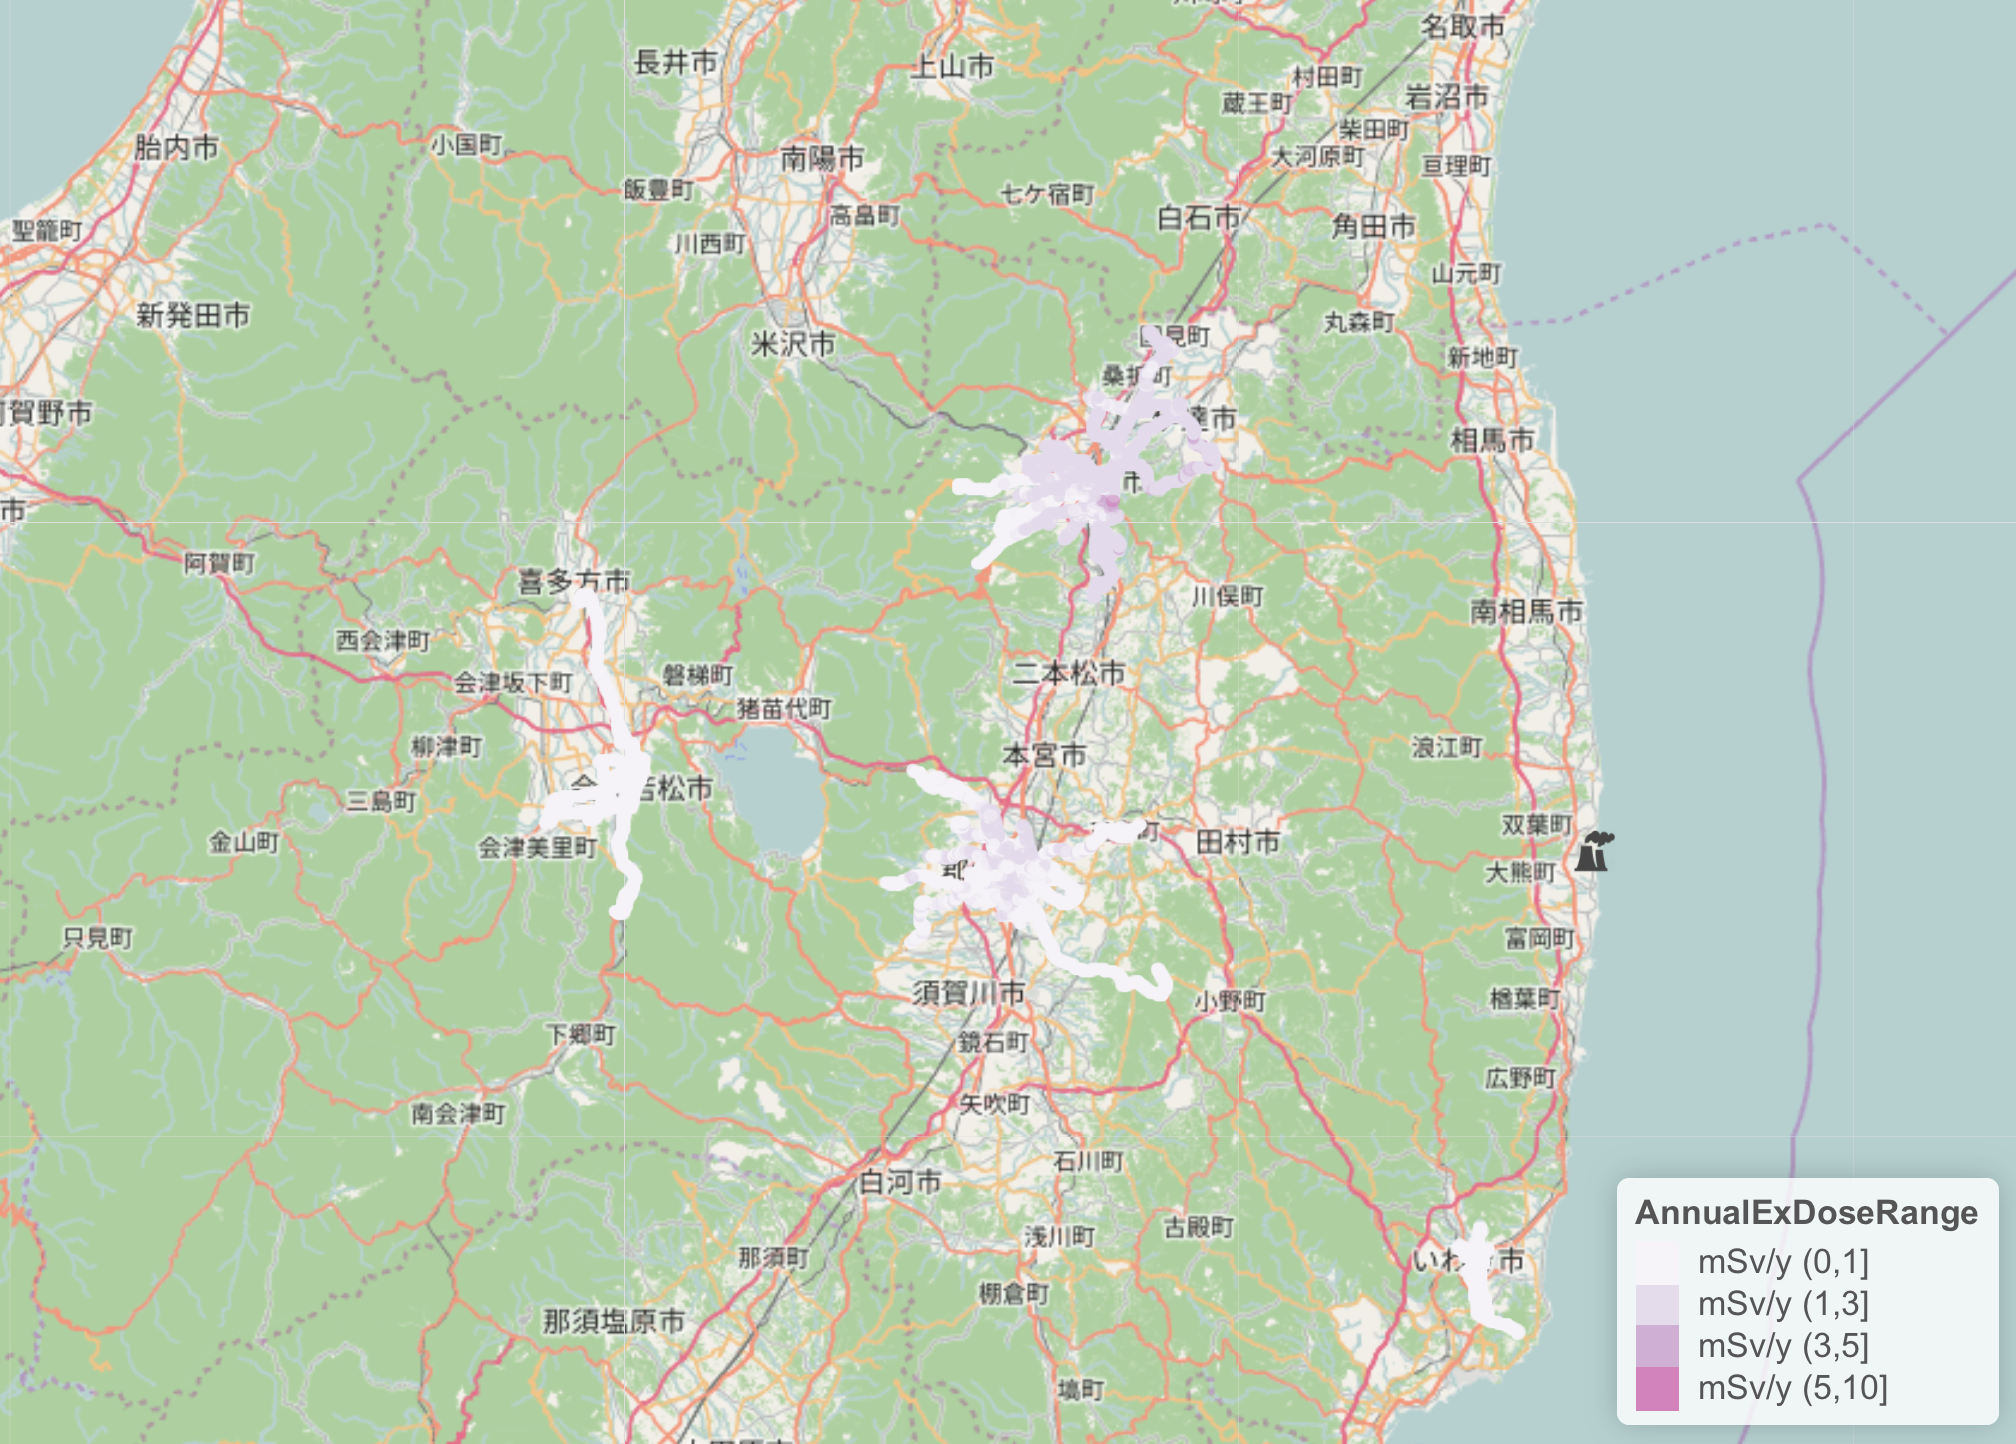 名取市
長井市
上山市
村田町
蔵王町
岩沼市
柴田町
胎内市
小国町
南陽市
大河原町
亘理町
飯豊町
七ケ宿町
高畠町
白石市
角田市
聖籠町
川西町
山元町
新発田市
米沢市
見町
丸森町
新地町
桑折町
賀野市
達市
相馬市
市
市
阿賀町
喜多方市
川俣町
南相馬市
西会津町
会津坂下町
磐梯町
二本松市
猪苗代町
柳津町
本宮市
浪江町
三島町
若松市
双葉町
金山町
会津美里町
町
田村市
大熊町
郡
只見町
富岡町
須賀川市
小野町
楢葉町
下郷町
鏡石町
広野町
南会津町
矢吹町
石川町
白河市
古殿町
浅川町
那須町
いわ
市
棚倉町
那須塩原市
塙町
AnnualExDoseRange
mSv/y (0,1]
mSv/y (1,3]
mSv/y (3,5]
mSv/y (5,10]